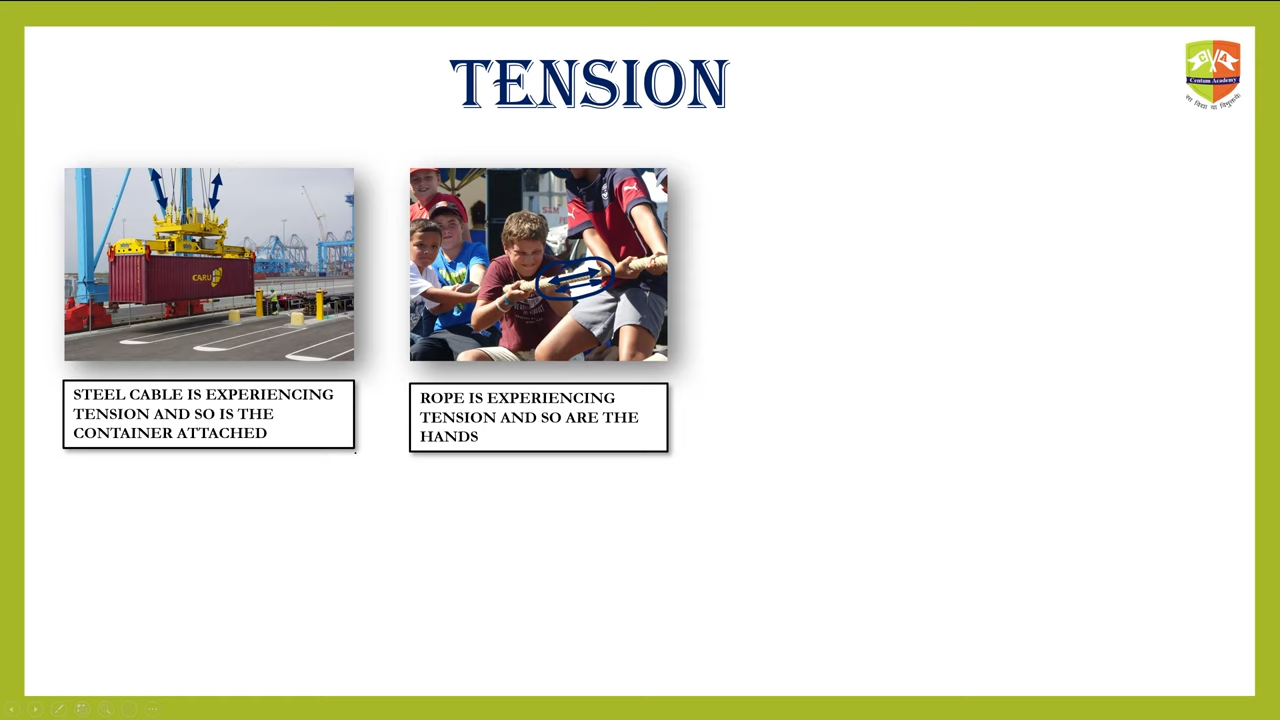 TENSION
Centum Academy
सा विद्या या विमुक्तये
CARU
STEEL CABLE IS EXPERIENCING
TENSION AND SO IS THE
CONTAINER ATTACHED
ROPE IS EXPERIENCING
TENSION AND SO ARE THE
HANDS